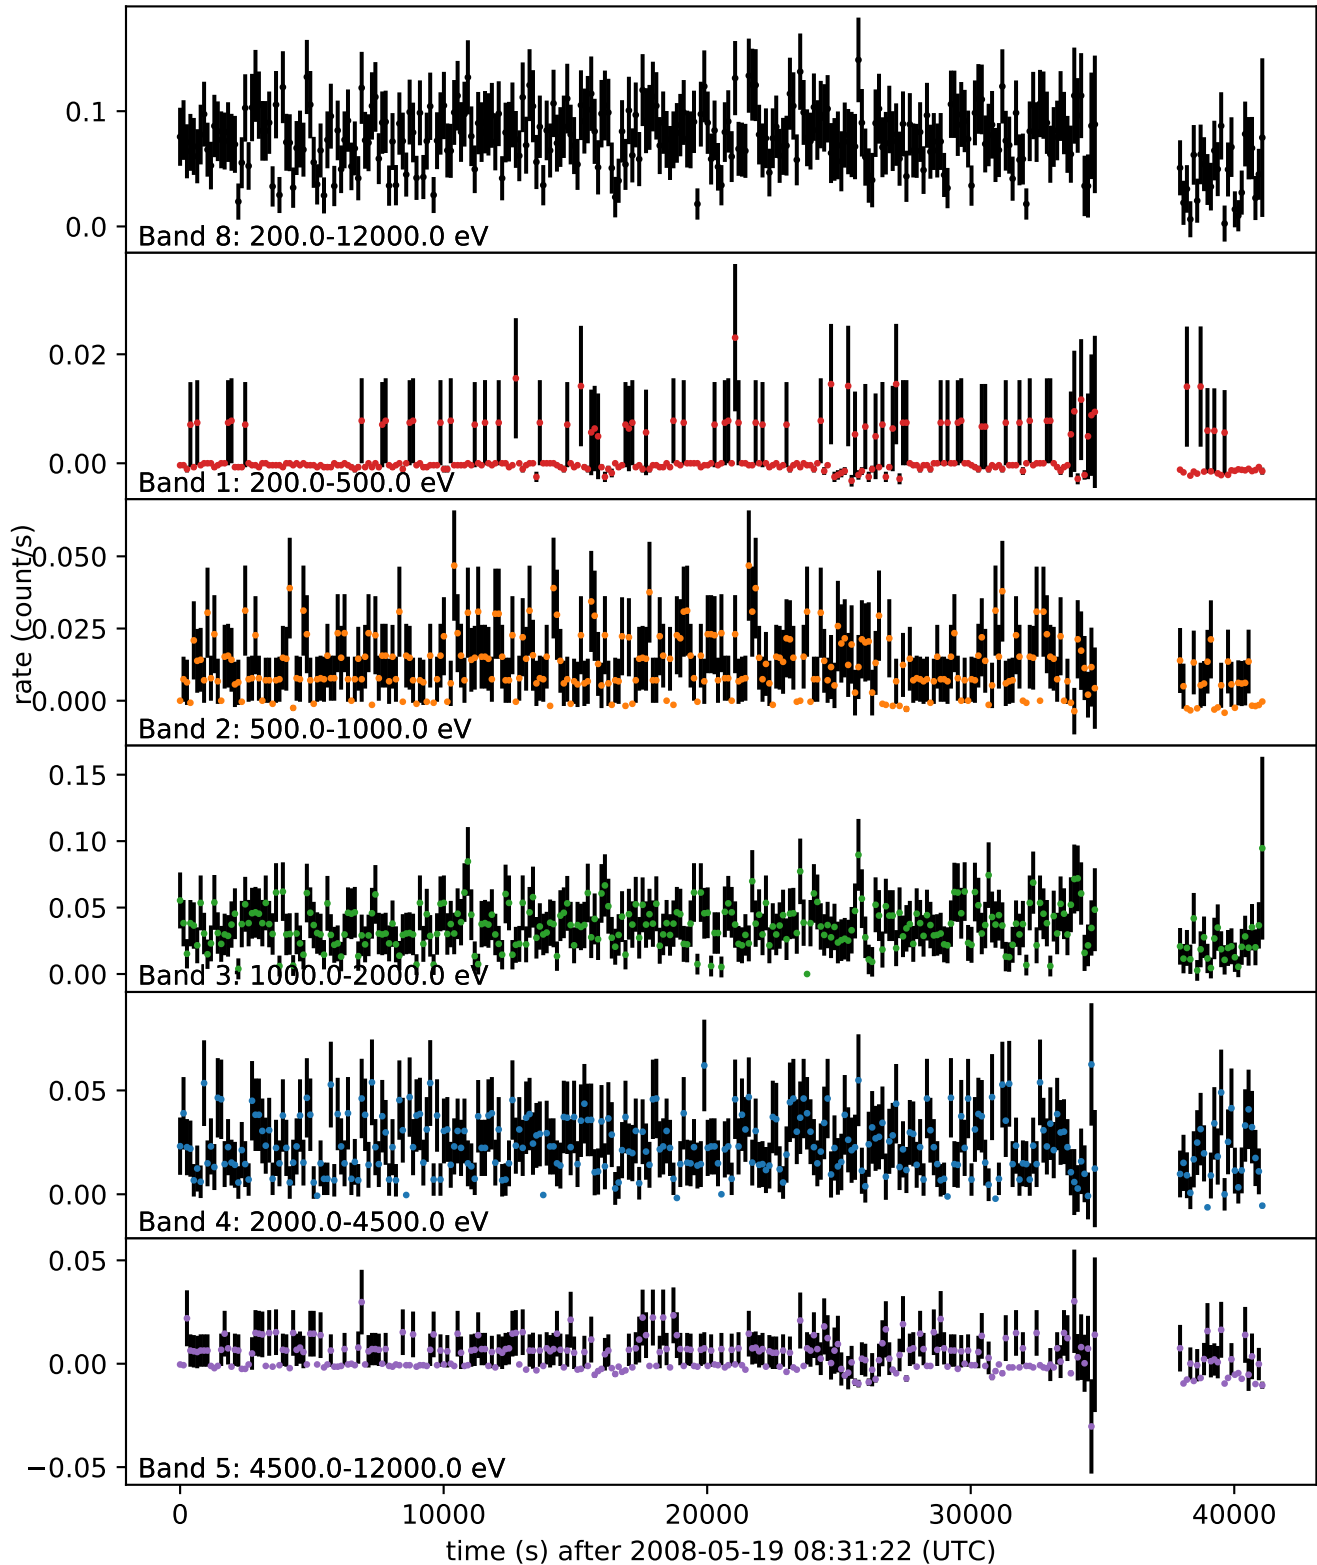 0.1
0.0
Band 8: 200.0-12000.0 eV
0.02
0.00
Band 1: 200.0-500.0 eV
rate (count/s)
0.050
0.025
0.000
Band 2: 500.0-1000.0 eV
0.15
0.10
0.05
0.00
Band 3: 1000.0-2000.0 eV
0.05
0.00
Band 4: 2000.0-4500.0 eV
0.05
0.00
−0.05
Band 5: 4500.0-12000.0 eV
0 10000 20000 30000 40000
time (s) after 2008-05-19 08:31:22 (UTC)